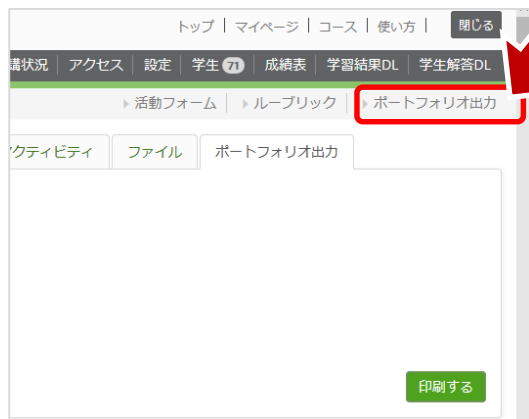 トップ | マイページ | コース | 使い方 | 閉じる
講状況 | アクセス | 設定 | 学生 71 | 成績表 | 学習結果DL | 学生解答DL
活動フォーム | ルーブリック | ポートフォリオ出力
クティビティ ファイル ポートフォリオ出力
印刷する